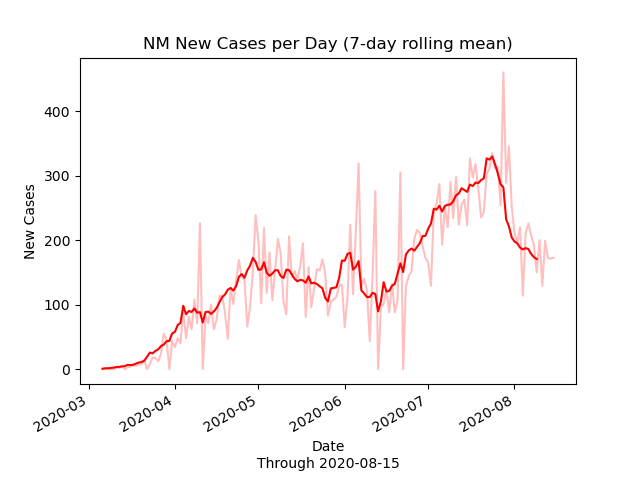 NM New Cases per Day (7-day rolling mean)
New Cases
400
300
200
100
0
2020-03
2020-04
2020-05
2020-06
2020-07
2020-08
Date
Through 2020-08-15